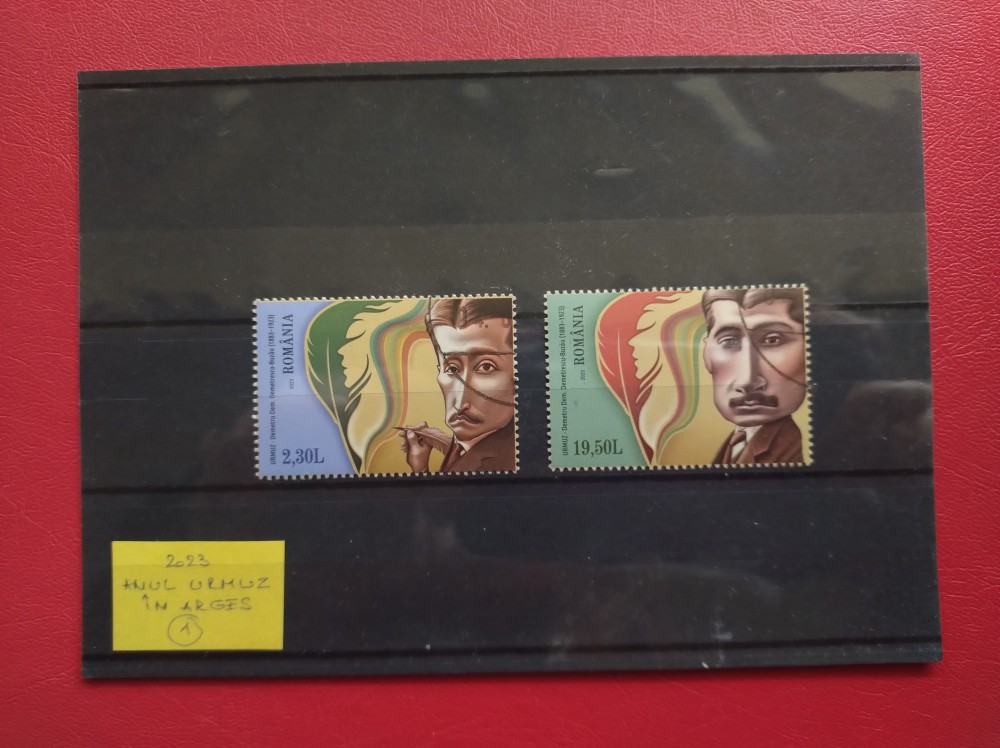 URMUZ - Demetru Dem. Demetrescu-Buzău (1883-1923)
2023 ROMÂNIA
2,30L
URMUZ - Demetru Dem. Demetrescu-Buzău (1883-1923)
2023 ROMÂNIA
19,50L
2023
ANUL URMUZ
ÎN ARGES
1